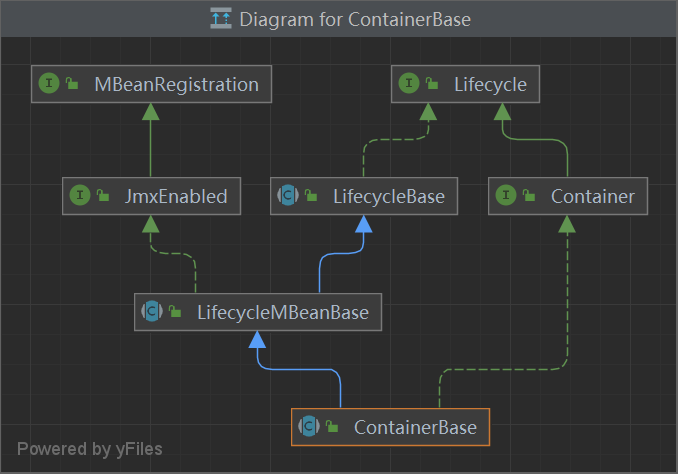 Diagram for ContainerBase
I MBeanRegistration
I Lifecycle
I JmxEnabled
C LifecycleBase
I Container
C LifecycleMBeanBase
C ContainerBase
Powered by yFiles